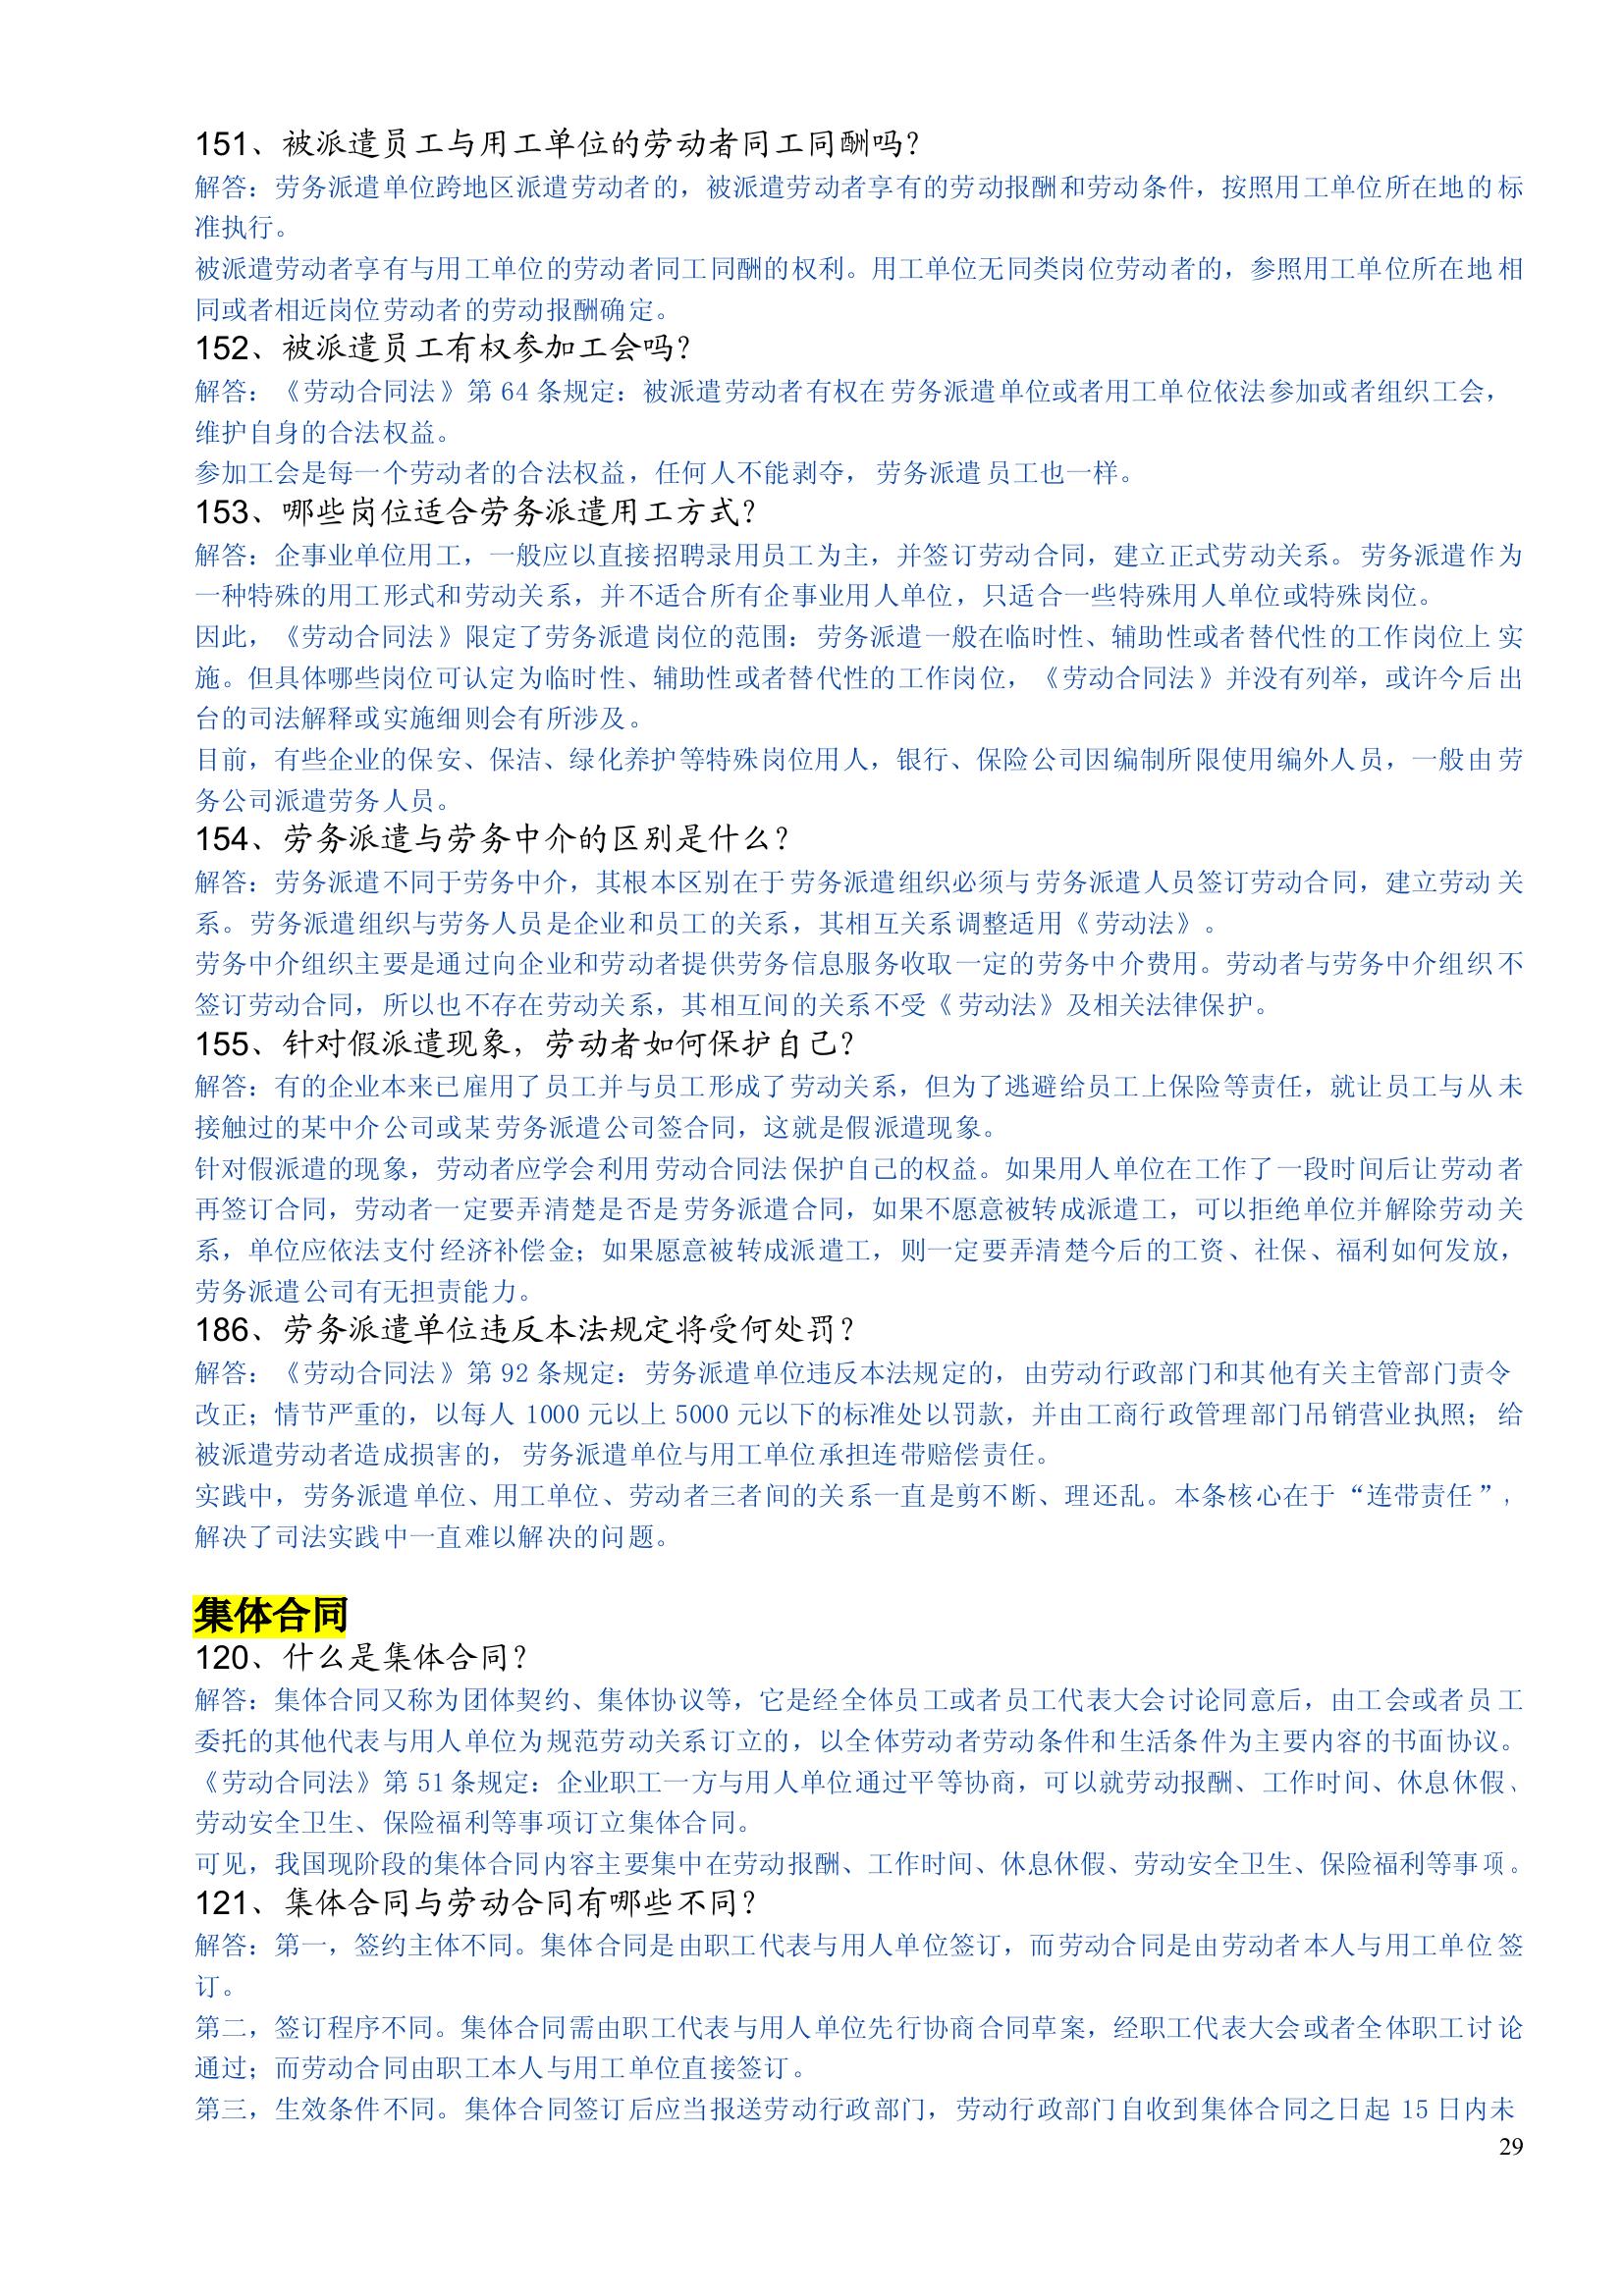 151、被派遣员工与用工单位的劳动者同工同酬吗？
解答：劳务派遣单位跨地区派遣劳动者的，被派遣劳动者享有的劳动报酬和劳动条件，按照用工单位所在地的标
准执行。
被派遣劳动者享有与用工单位的劳动者同工同酬的权利。用工单位无同类岗位劳动者的，参照用工单位所在地相
同或者相近岗位劳动者的劳动报酬确定。
152、被派遣员工有权参加工会吗？
解答：《劳动合同法》第 64 条规定：被派遣劳动者有权在劳务派遣单位或者用工单位依法参加或者组织工会，
维护自身的合法权益。
参加工会是每一个劳动者的合法权益，任何人不能剥夺，劳务派遣员工也一样。
153、哪些岗位适合劳务派遣用工方式？
解答：企事业单位用工，一般应以直接招聘录用员工为主，并签订劳动合同，建立正式劳动关系。劳务派遣作为
一种特殊的用工形式和劳动关系，并不适合所有企事业用人单位，只适合一些特殊用人单位或特殊岗位。
因此，《劳动合同法》限定了劳务派遣岗位的范围：劳务派遣一般在临时性、辅助性或者替代性的工作岗位上实
施。但具体哪些岗位可认定为临时性、辅助性或者替代性的工作岗位，《劳动合同法》并没有列举，或许今后出
台的司法解释或实施细则会有所涉及。
目前，有些企业的保安、保洁、绿化养护等特殊岗位用人，银行、保险公司因编制所限使用编外人员，一般由劳
务公司派遣劳务人员。
154、劳务派遣与劳务中介的区别是什么？
解答：劳务派遣不同于劳务中介，其根本区别在于劳务派遣组织必须与劳务派遣人员签订劳动合同，建立劳动关
系。劳务派遣组织与劳务人员是企业和员工的关系，其相互关系调整适用《劳动法》。
劳务中介组织主要是通过向企业和劳动者提供劳务信息服务收取一定的劳务中介费用。劳动者与劳务中介组织不
签订劳动合同，所以也不存在劳动关系，其相互间的关系不受《劳动法》及相关法律保护。
155、针对假派遣现象，劳动者如何保护自己？
解答：有的企业本来已雇用了员工并与员工形成了劳动关系，但为了逃避给员工上保险等责任，就让员工与从未
接触过的某中介公司或某劳务派遣公司签合同，这就是假派遣现象。
针对假派遣的现象，劳动者应学会利用劳动合同法保护自己的权益。如果用人单位在工作了一段时间后让劳动者
再签订合同，劳动者一定要弄清楚是否是劳务派遣合同，如果不愿意被转成派遣工，可以拒绝单位并解除劳动关
系，单位应依法支付经济补偿金；如果愿意被转成派遣工，则一定要弄清楚今后的工资、社保、福利如何发放，
劳务派遣公司有无担责能力。
186、劳务派遣单位违反本法规定将受何处罚？
解答：《劳动合同法》第 92 条规定：劳务派遣单位违反本法规定的，由劳动行政部门和其他有关主管部门责令
改正；情节严重的，以每人 1000 元以上 5000 元以下的标准处以罚款，并由工商行政管理部门吊销营业执照；给
被派遣劳动者造成损害的，劳务派遣单位与用工单位承担连带赔偿责任。
实践中，劳务派遣单位、用工单位、劳动者三者间的关系一直是剪不断、理还乱。本条核心在于“连带责任”，
解决了司法实践中一直难以解决的问题。
集体合同
120、什么是集体合同？
解答：集体合同又称为团体契约、集体协议等，它是经全体员工或者员工代表大会讨论同意后，由工会或者员工
委托的其他代表与用人单位为规范劳动关系订立的，以全体劳动者劳动条件和生活条件为主要内容的书面协议。
《劳动合同法》第 51 条规定：企业职工一方与用人单位通过平等协商，可以就劳动报酬、工作时间、休息休假、
劳动安全卫生、保险福利等事项订立集体合同。
可见，我国现阶段的集体合同内容主要集中在劳动报酬、工作时间、休息休假、劳动安全卫生、保险福利等事项。
121、集体合同与劳动合同有哪些不同？
解答：第一，签约主体不同。集体合同是由职工代表与用人单位签订，而劳动合同是由劳动者本人与用工单位签
订。
第二，签订程序不同。集体合同需由职工代表与用人单位先行协商合同草案，经职工代表大会或者全体职工讨论
通过；而劳动合同由职工本人与用工单位直接签订。
第三，生效条件不同。集体合同签订后应当报送劳动行政部门，劳动行政部门自收到集体合同之日起 15 日内未
29